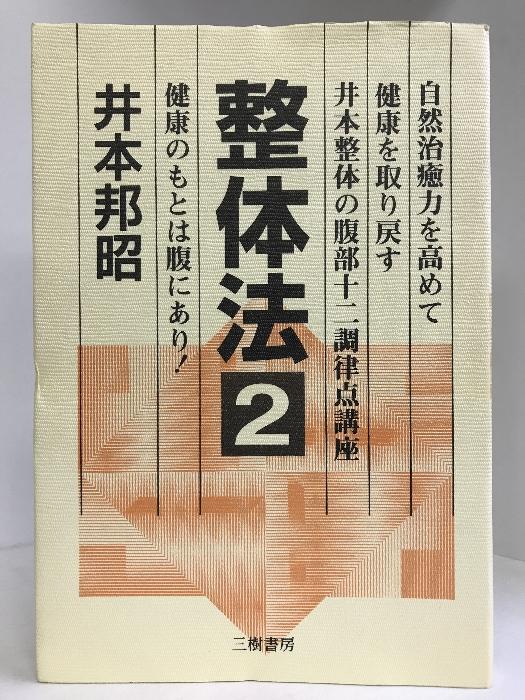 自然治癒力を高めて
健康を取り戻す
井本整体の腹部十二調律点講座
整体法2
健康のもとは腹にあり!
井本邦昭
三樹書房